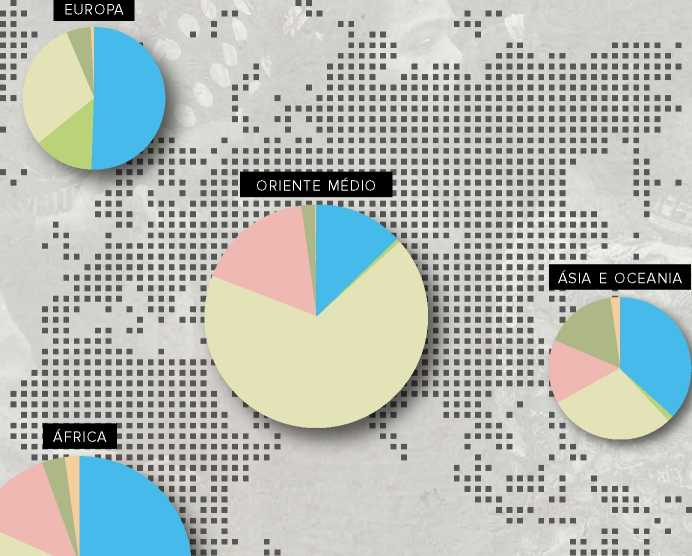 EUROPA
ORIENTE MÉDIO
ÁSIA E OCEANIA
ÁFRICA